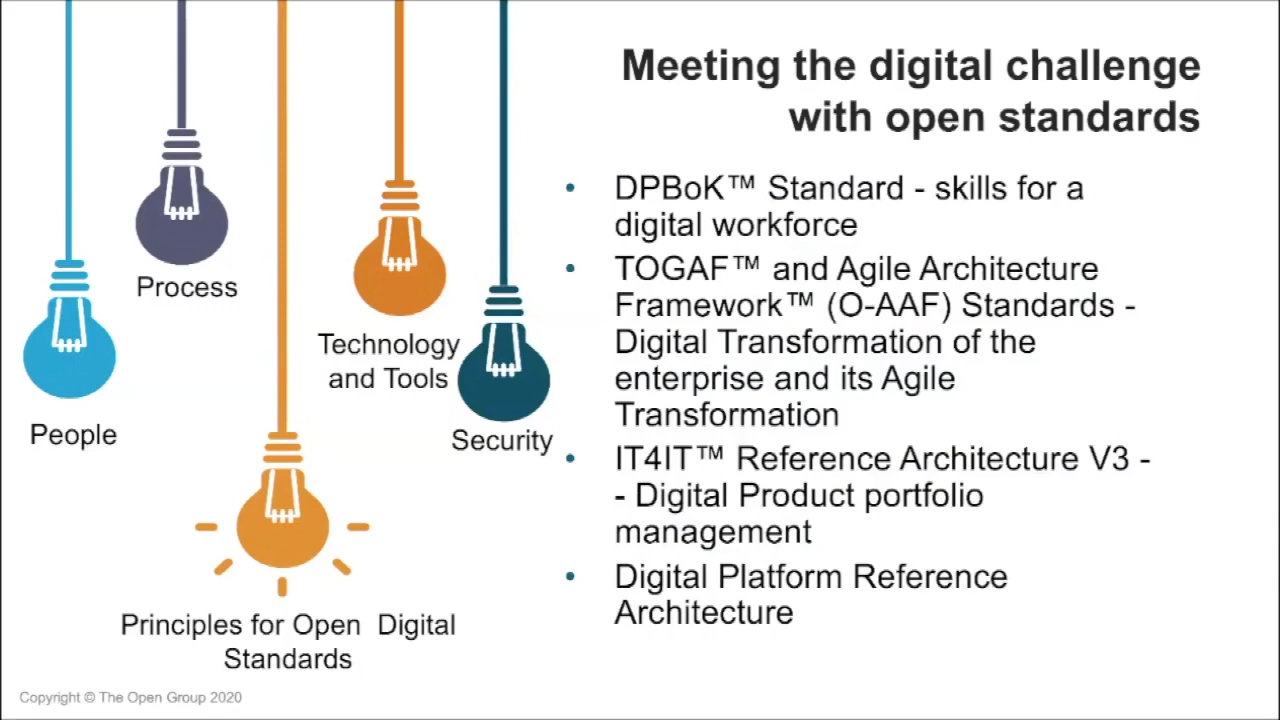 Meeting the digital challenge
with open standards
Process
People
Technology
and Tools
Security
Principles for Open  Digital
Standards
• DPBoK™ Standard - skills for a
digital workforce
• TOGAF™ and Agile Architecture
Framework™ (O-AAF) Standards -
Digital Transformation of the
enterprise and its Agile
Transformation
• IT4IT™ Reference Architecture V3 -
- Digital Product portfolio
management
• Digital Platform Reference
Architecture
Copyright © The Open Group 2020